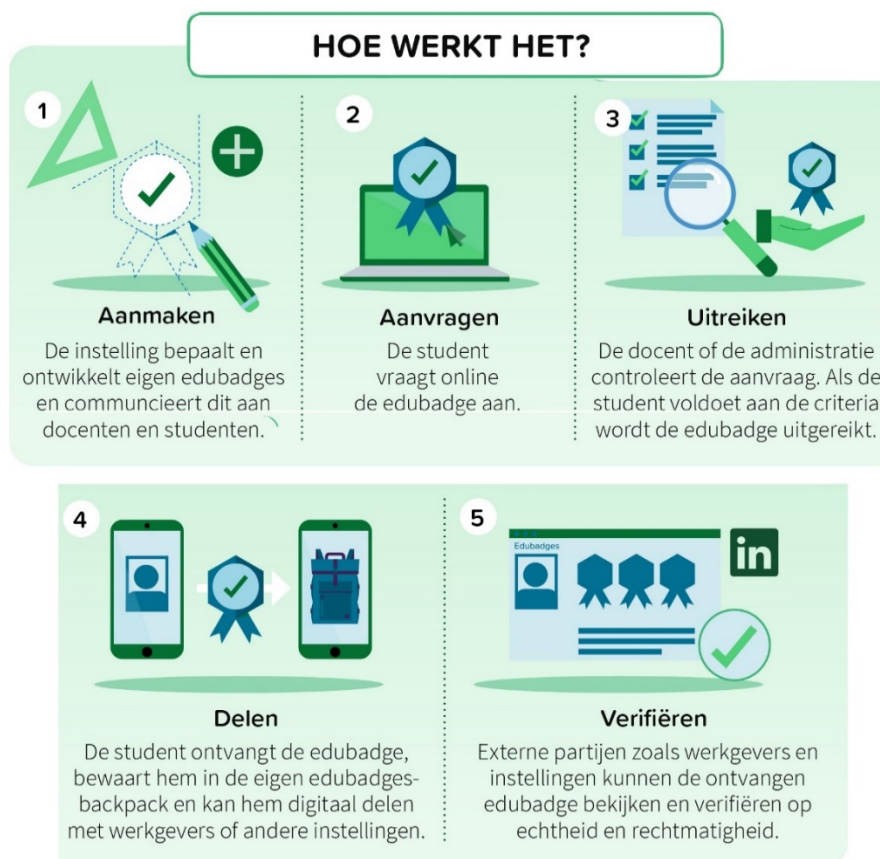 HOE WERKT HET?
1
Aanmaken
De instelling bepaalt en
ontwikkelt eigen edubadges
en communcieert dit aan
docenten en studenten.
2
Aanvragen
De student
vraagt online
de edubadge aan.
3
Uitreiken
De docent of de administratie
controleert de aanvraag. Als de
student voldoet aan de criteria
wordt de edubadge uitgereikt.
4
Delen
De student ontvangt de edubadge,
bewaart hem in de eigen edubadges-
backpack en kan hem digitaal delen
met werkgevers of andere instellingen.
5
Edubadges
in
Verifiëren
Externe partijen zoals werkgevers en
instellingen kunnen de ontvangen
edubadge bekijken en verifiëren op
echtheid en rechtmatigheid.